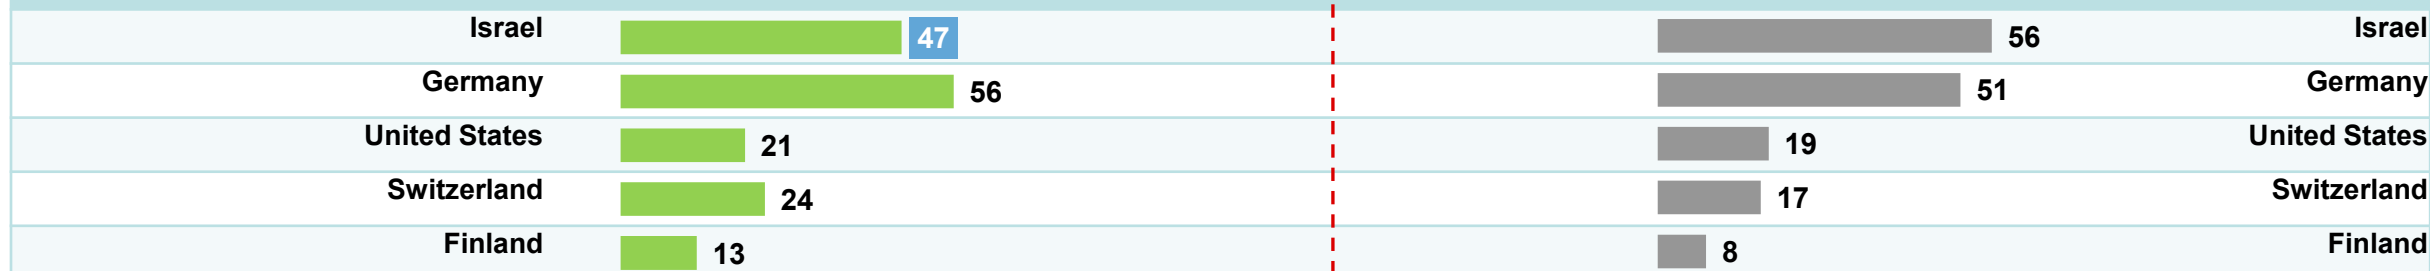 Israel 47 56 Israel
Germany 56 51 Germany
United States 21 19 United States
Switzerland 24 17 Switzerland
Finland 13 8 Finland